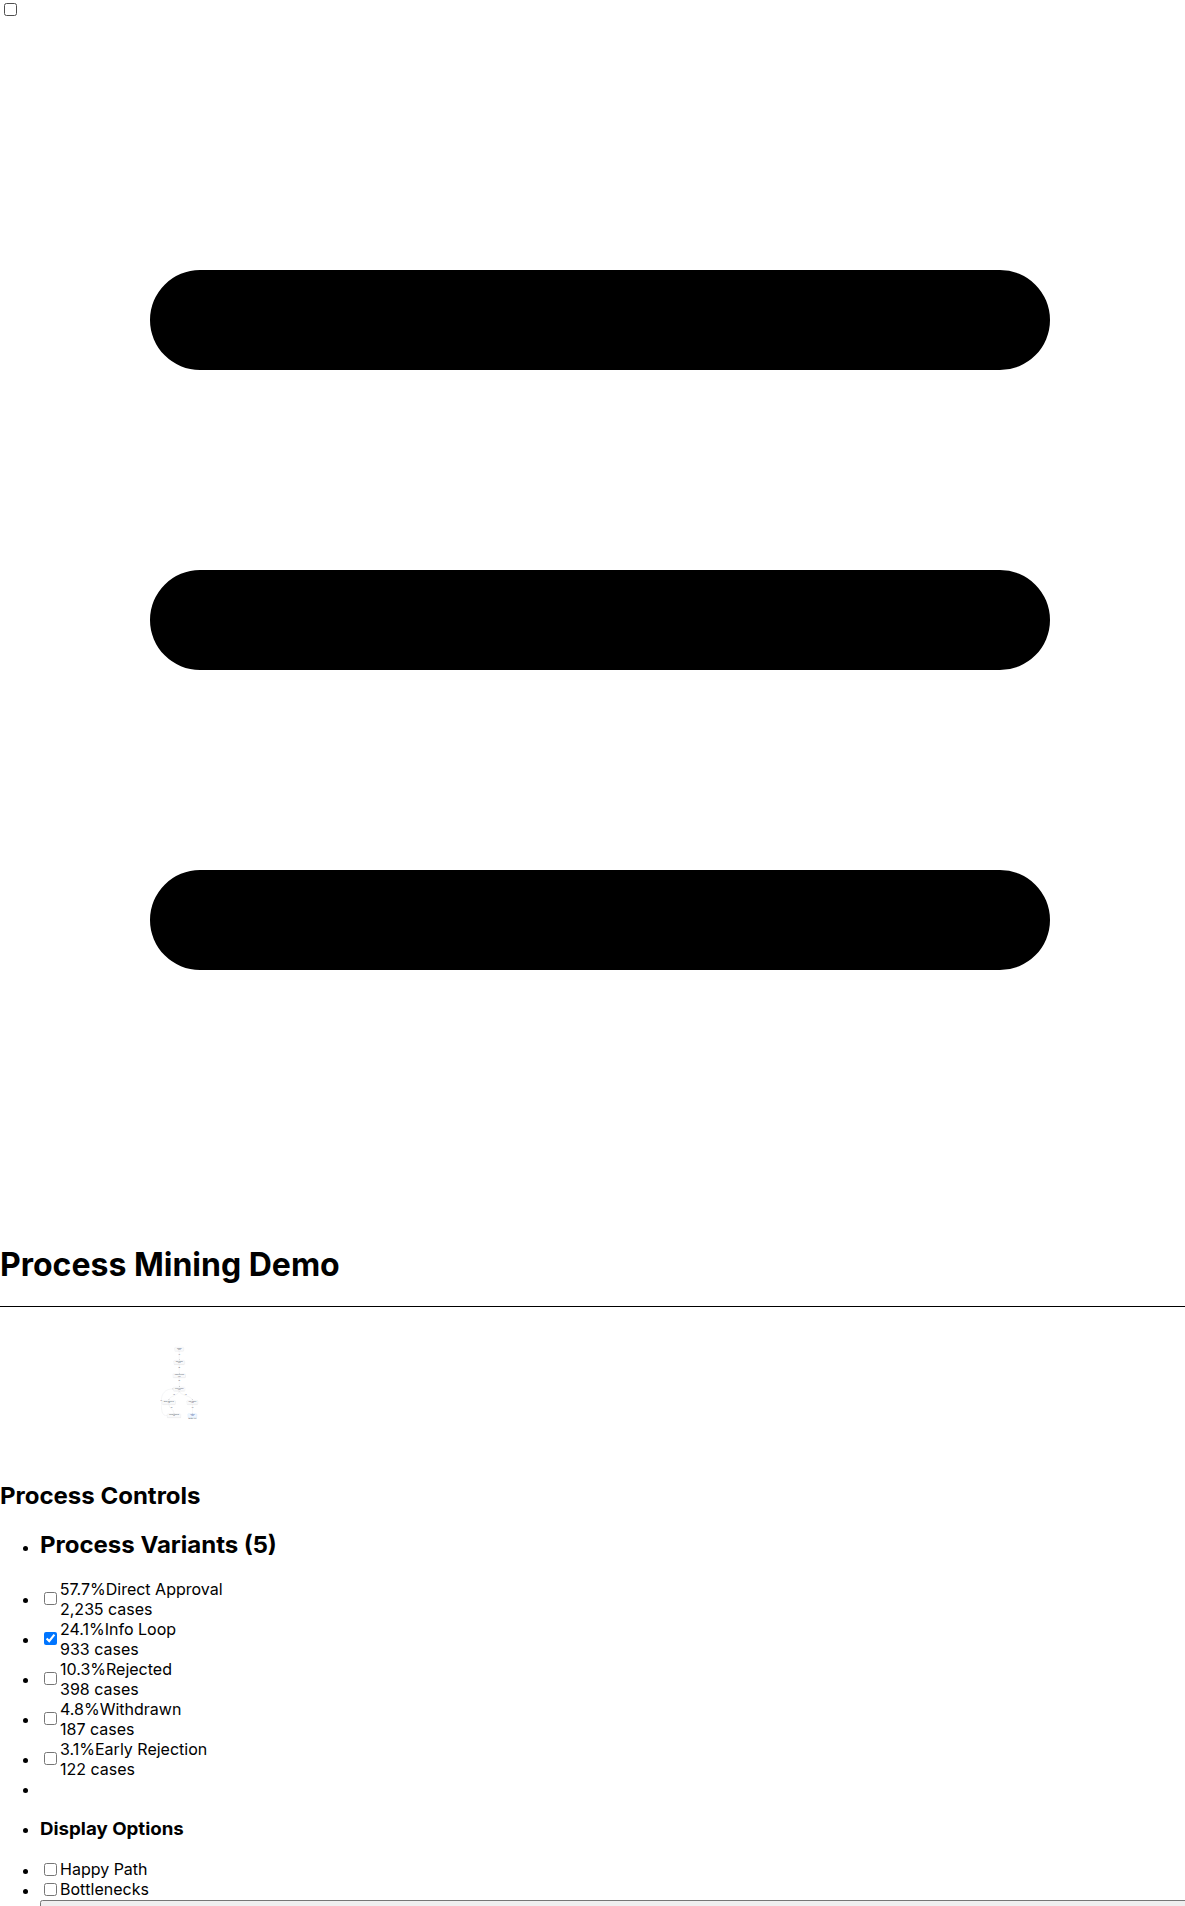 Process Mining Demo
Process Controls
Process Variants (5)
57.7%Direct Approval
2,235 cases
24.1%Info Loop
933 cases
10.3%Rejected
398 cases
4.8%Withdrawn
187 cases
3.1%Early Rejection
122 cases
Display Options
Happy Path
Bottlenecks